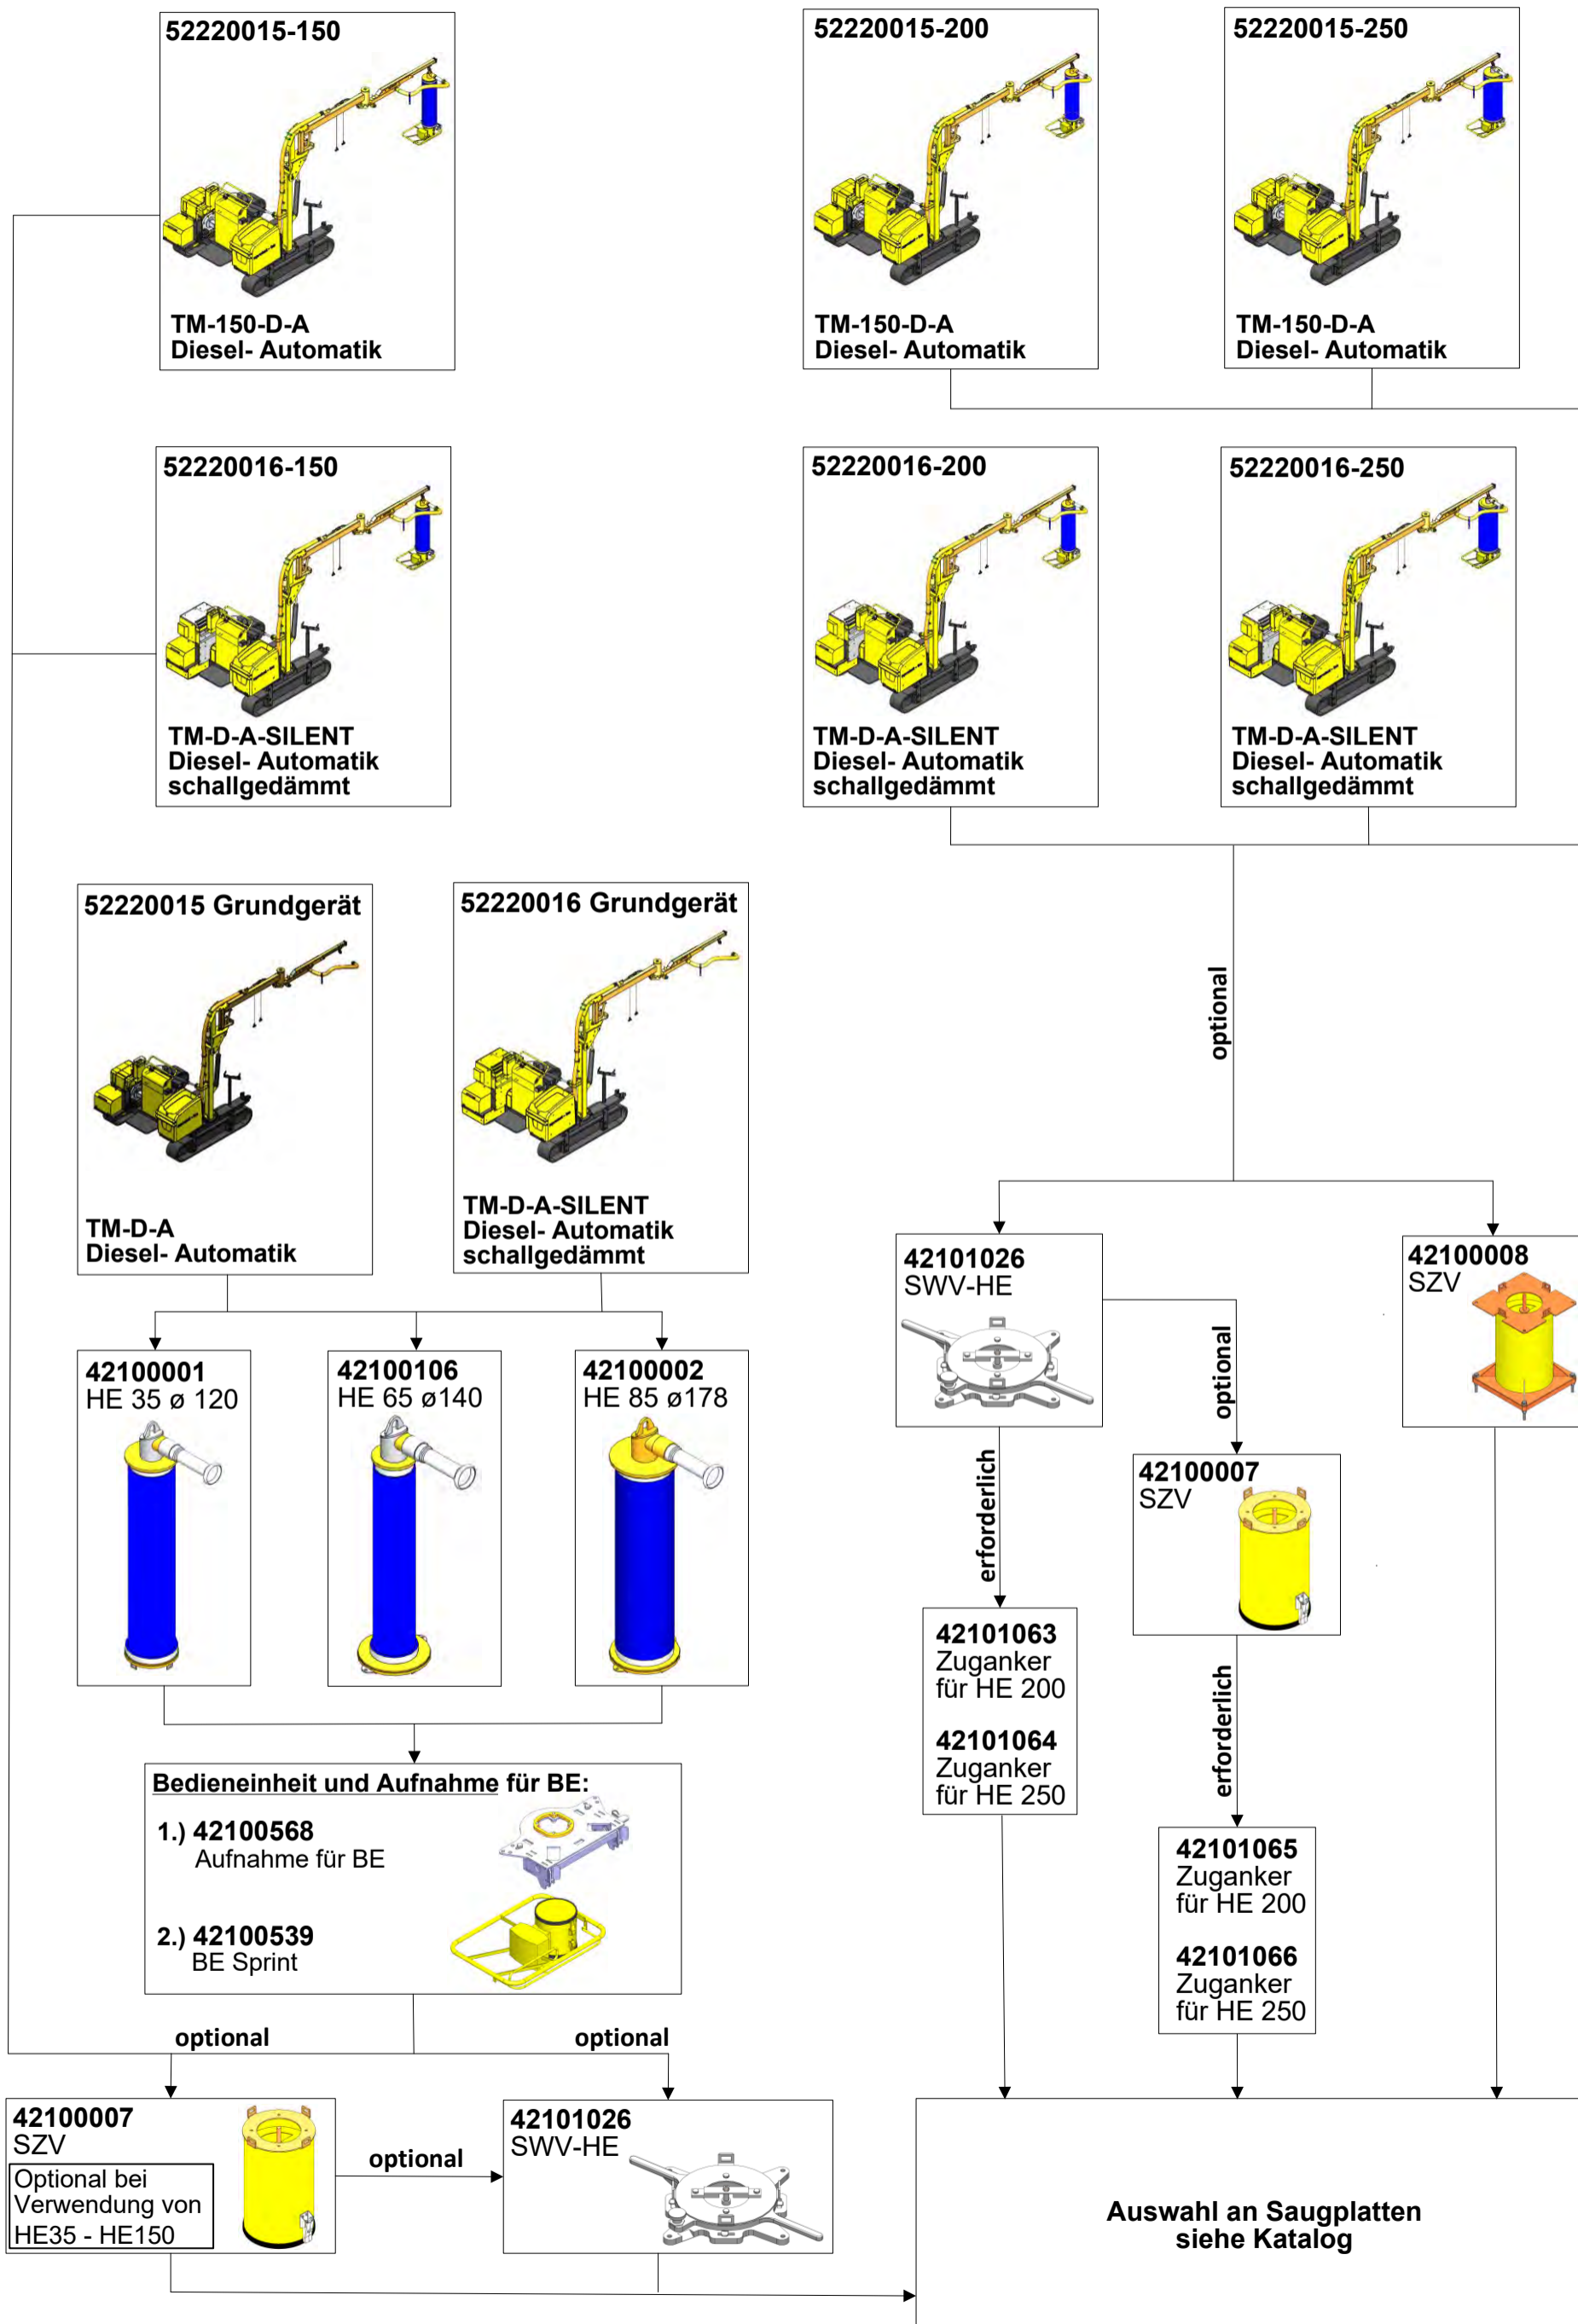 52220015-150
TM-150-D-A
Diesel- Automatik
52220015-200
TM-150-D-A
Diesel- Automatik
52220015-250
TM-150-D-A
Diesel- Automatik
52220016-150
TM-D-A-SILENT
Diesel- Automatik
schallgedämmt
52220016-200
TM-D-A-SILENT
Diesel- Automatik
schallgedämmt
52220016-250
TM-D-A-SILENT
Diesel- Automatik
schallgedämmt
52220015 Grundgerät
TM-D-A
Diesel- Automatik
52220016 Grundgerät
TM-D-A-SILENT
Diesel- Automatik
schallgedämmt
optional
42100001
HE 35 ø 120
42100106
HE 65 ø140
42100002
HE 85 ø178
42101026
SWV-HE
42100008
SZV
optional
erforderlich
42100007
SZV
42101063
Zuganker
für HE 200
42101064
Zuganker
für HE 250
erforderlich
42101065
Zuganker
für HE 200
42101066
Zuganker
für HE 250
Bedieneinheit und Aufnahme für BE:
1.) 42100568
Aufnahme für BE
2.) 42100539
BE Sprint
optional
optional
42100007
SZV
Optional bei
Verwendung von
HE35 - HE150
optional
42101026
SWV-HE
Auswahl an Saugplatten
siehe Katalog